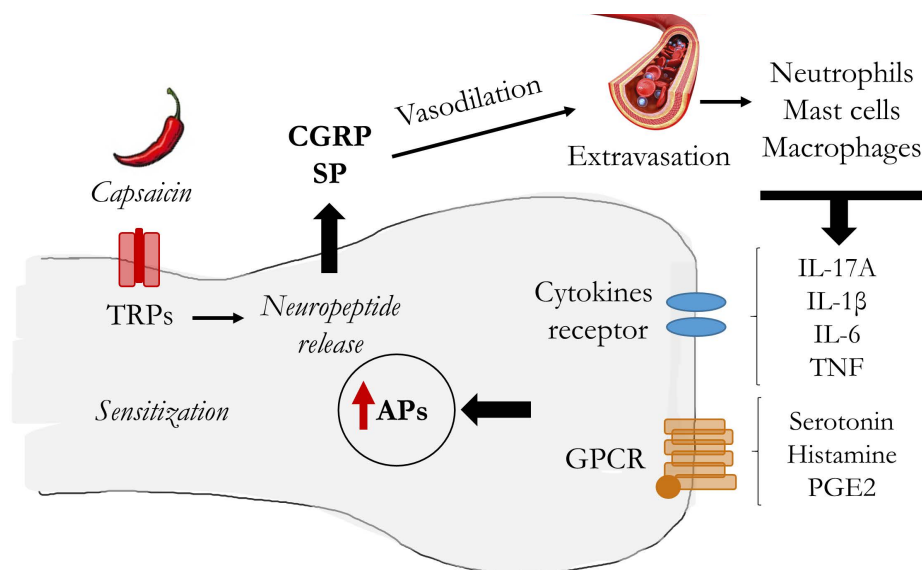 Capsaicin
TRPs
Neuropeptide
release
CGRP
SP
Vasodilation
Extravasation
Neutrophils
Mast cells
Macrophages
IL-17A
IL-1β
IL-6
TNF
Cytokines
receptor
Serotonin
Histamine
PGE2
GPCR
APs
Sensitization